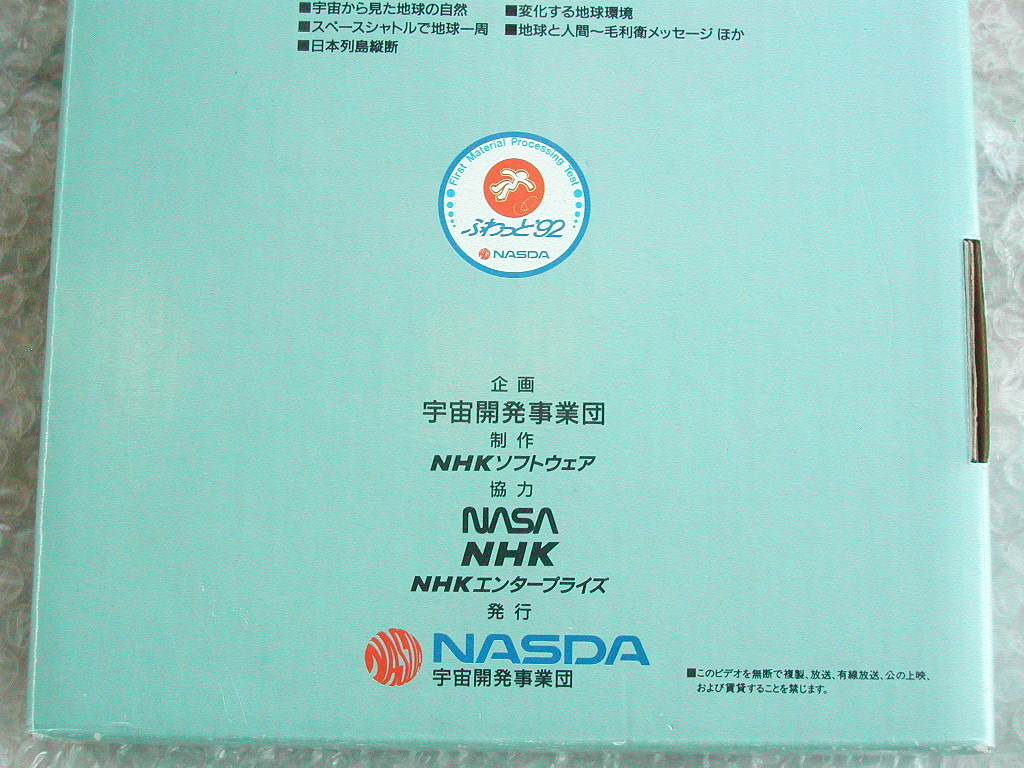 ■宇宙から見た地球の自然 ■変化する地球環境
■スペースシャトルで地球一周 ■地球と人間～毛利衛メッセージ ほか
■日本列島縦断
First Material Processing Test
ふわっと'92
NASDA
企画
宇宙開発事業団
制作
NHKソフトウェア
協力
NASA
NHK
NHKエンタープライズ
発行
NASDA NASDA
宇宙開発事業団
■このビデオを無断で複製、放送、有線放送、公の上映、
および賃貸することを禁じます。